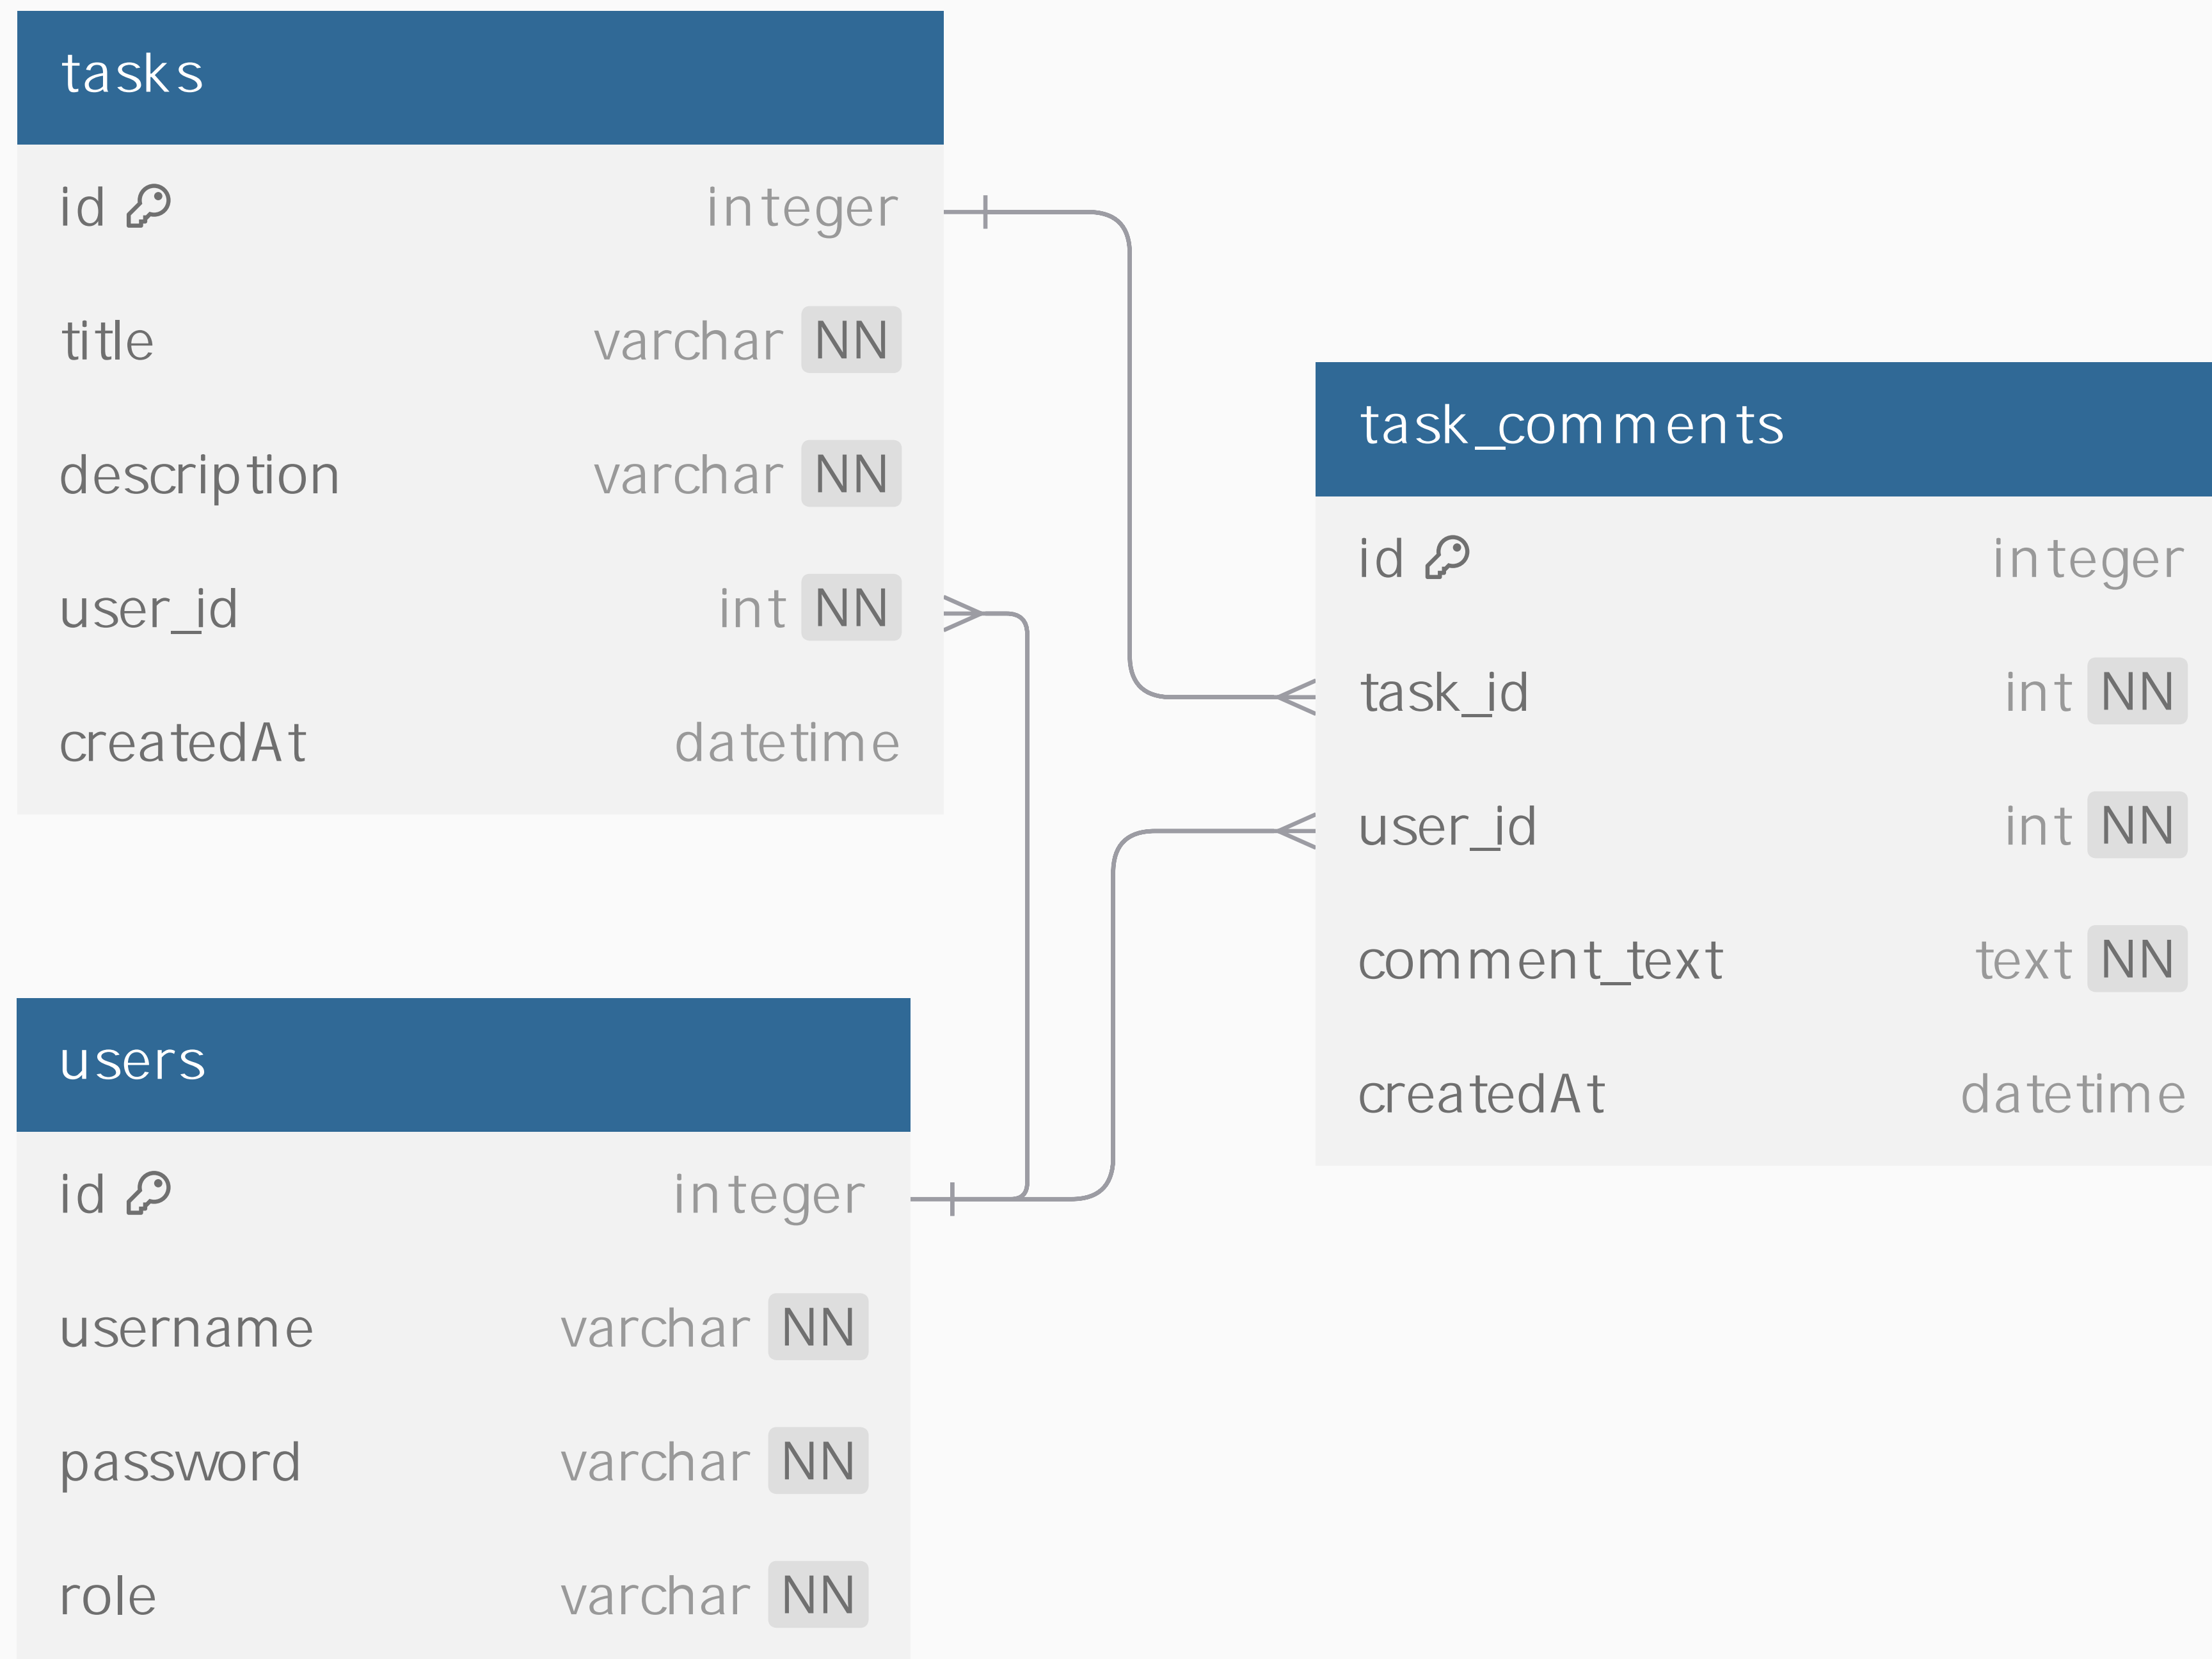 tasks
id integer
title varchar NN
description varchar NN
user_id int NN
createdAt datetime
task_comments
id integer
task_id int NN
user_id int NN
comment_text text NN
createdAt datetime
users
id integer
username varchar NN
password varchar NN
role varchar NN